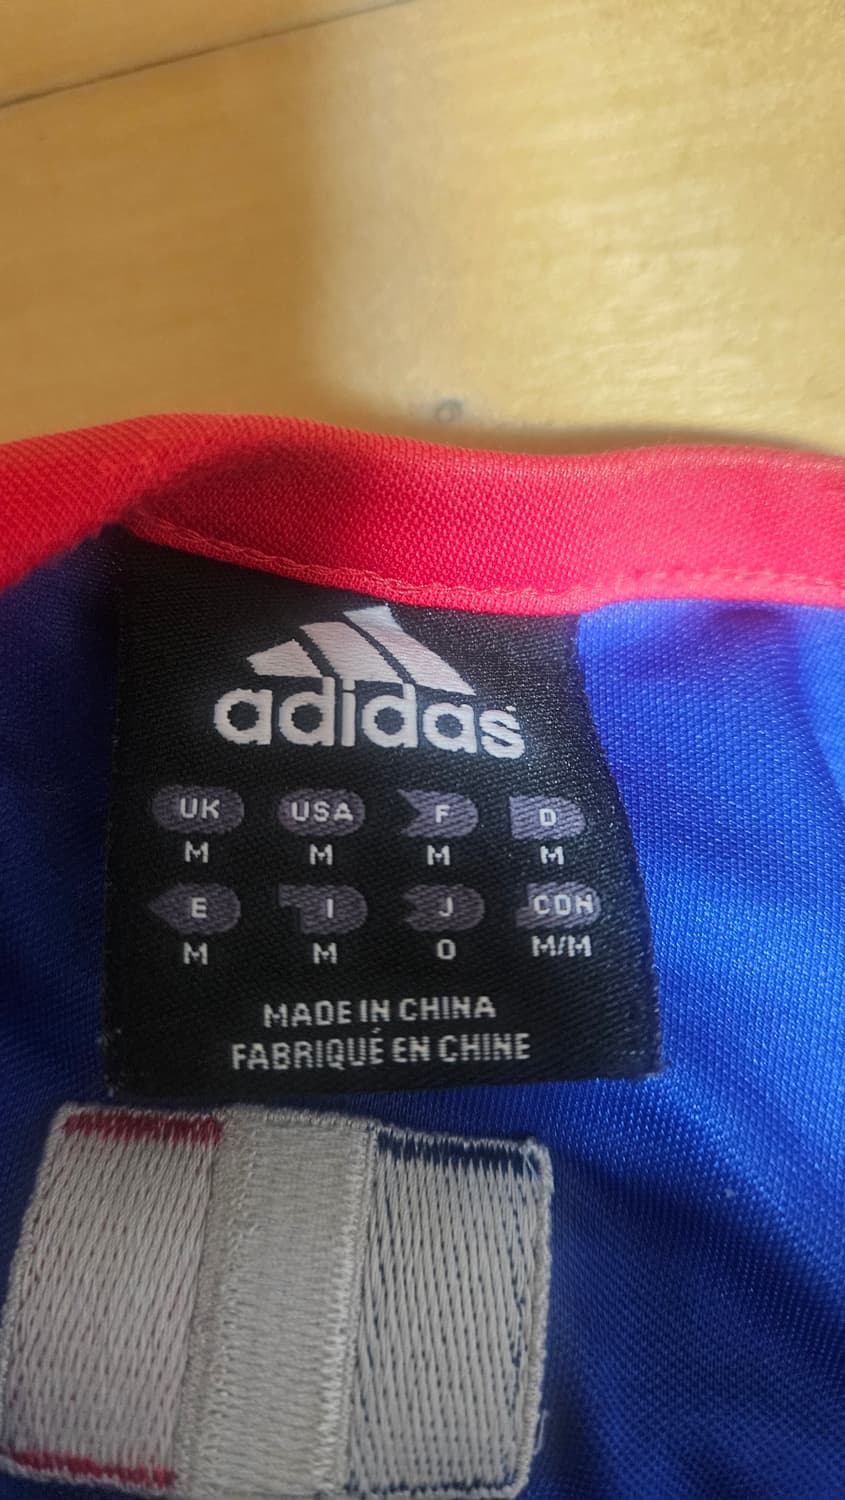 adidas
UK USA F D
M M M M
E I J CDN
M M O M/M
MADE IN CHINA
FABRIQUÉ EN CHINE